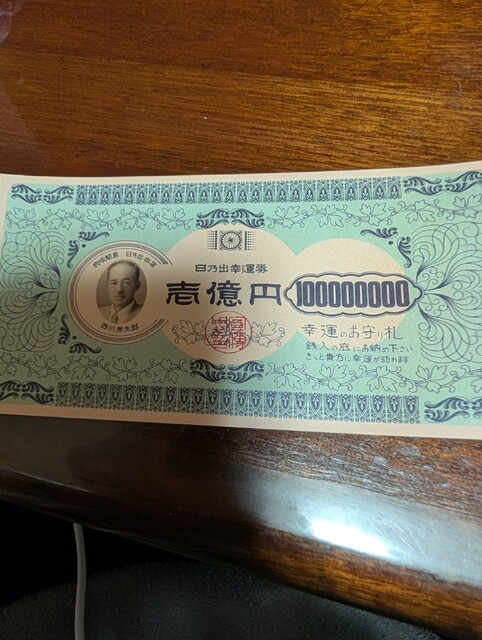 日乃出幸運券
壱億円
100000000
幸運のお守り札
銭入の底にお納め下さい
きっと貴方に幸運が訪れます